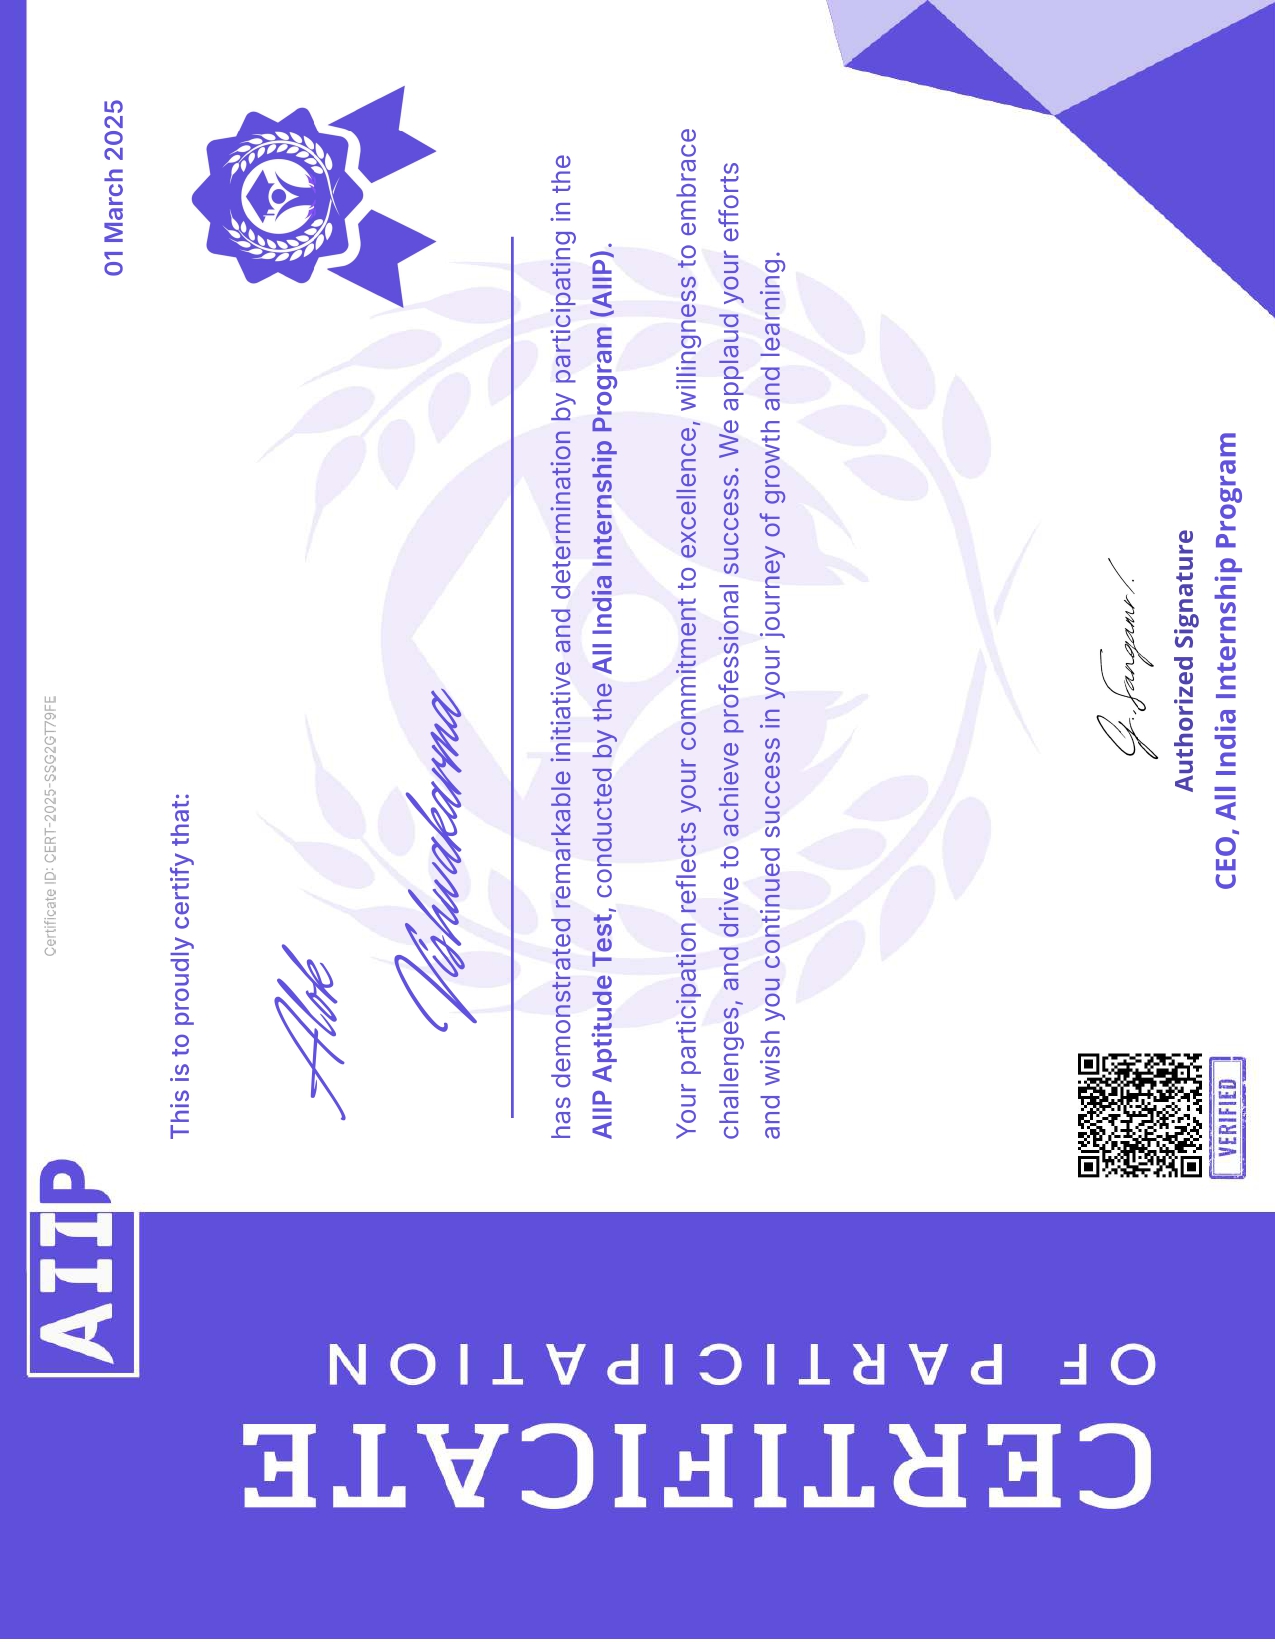 AIIP
Certificate ID: CERT-2025-SSG2GT79FE
01 March 2025
CERTIFICATE
OF PARTICIPATION
This is to proudly certify that:
Alok
Vishwakarma
has demonstrated remarkable initiative and determination by participating in the
AIIP Aptitude Test, conducted by the All India Internship Program (AIIP).
Your participation reflects your commitment to excellence, willingness to embrace
challenges, and drive to achieve professional success. We applaud your efforts
and wish you continued success in your journey of growth and learning.
VERIFIED
Authorized Signature
CEO, All India Internship Program